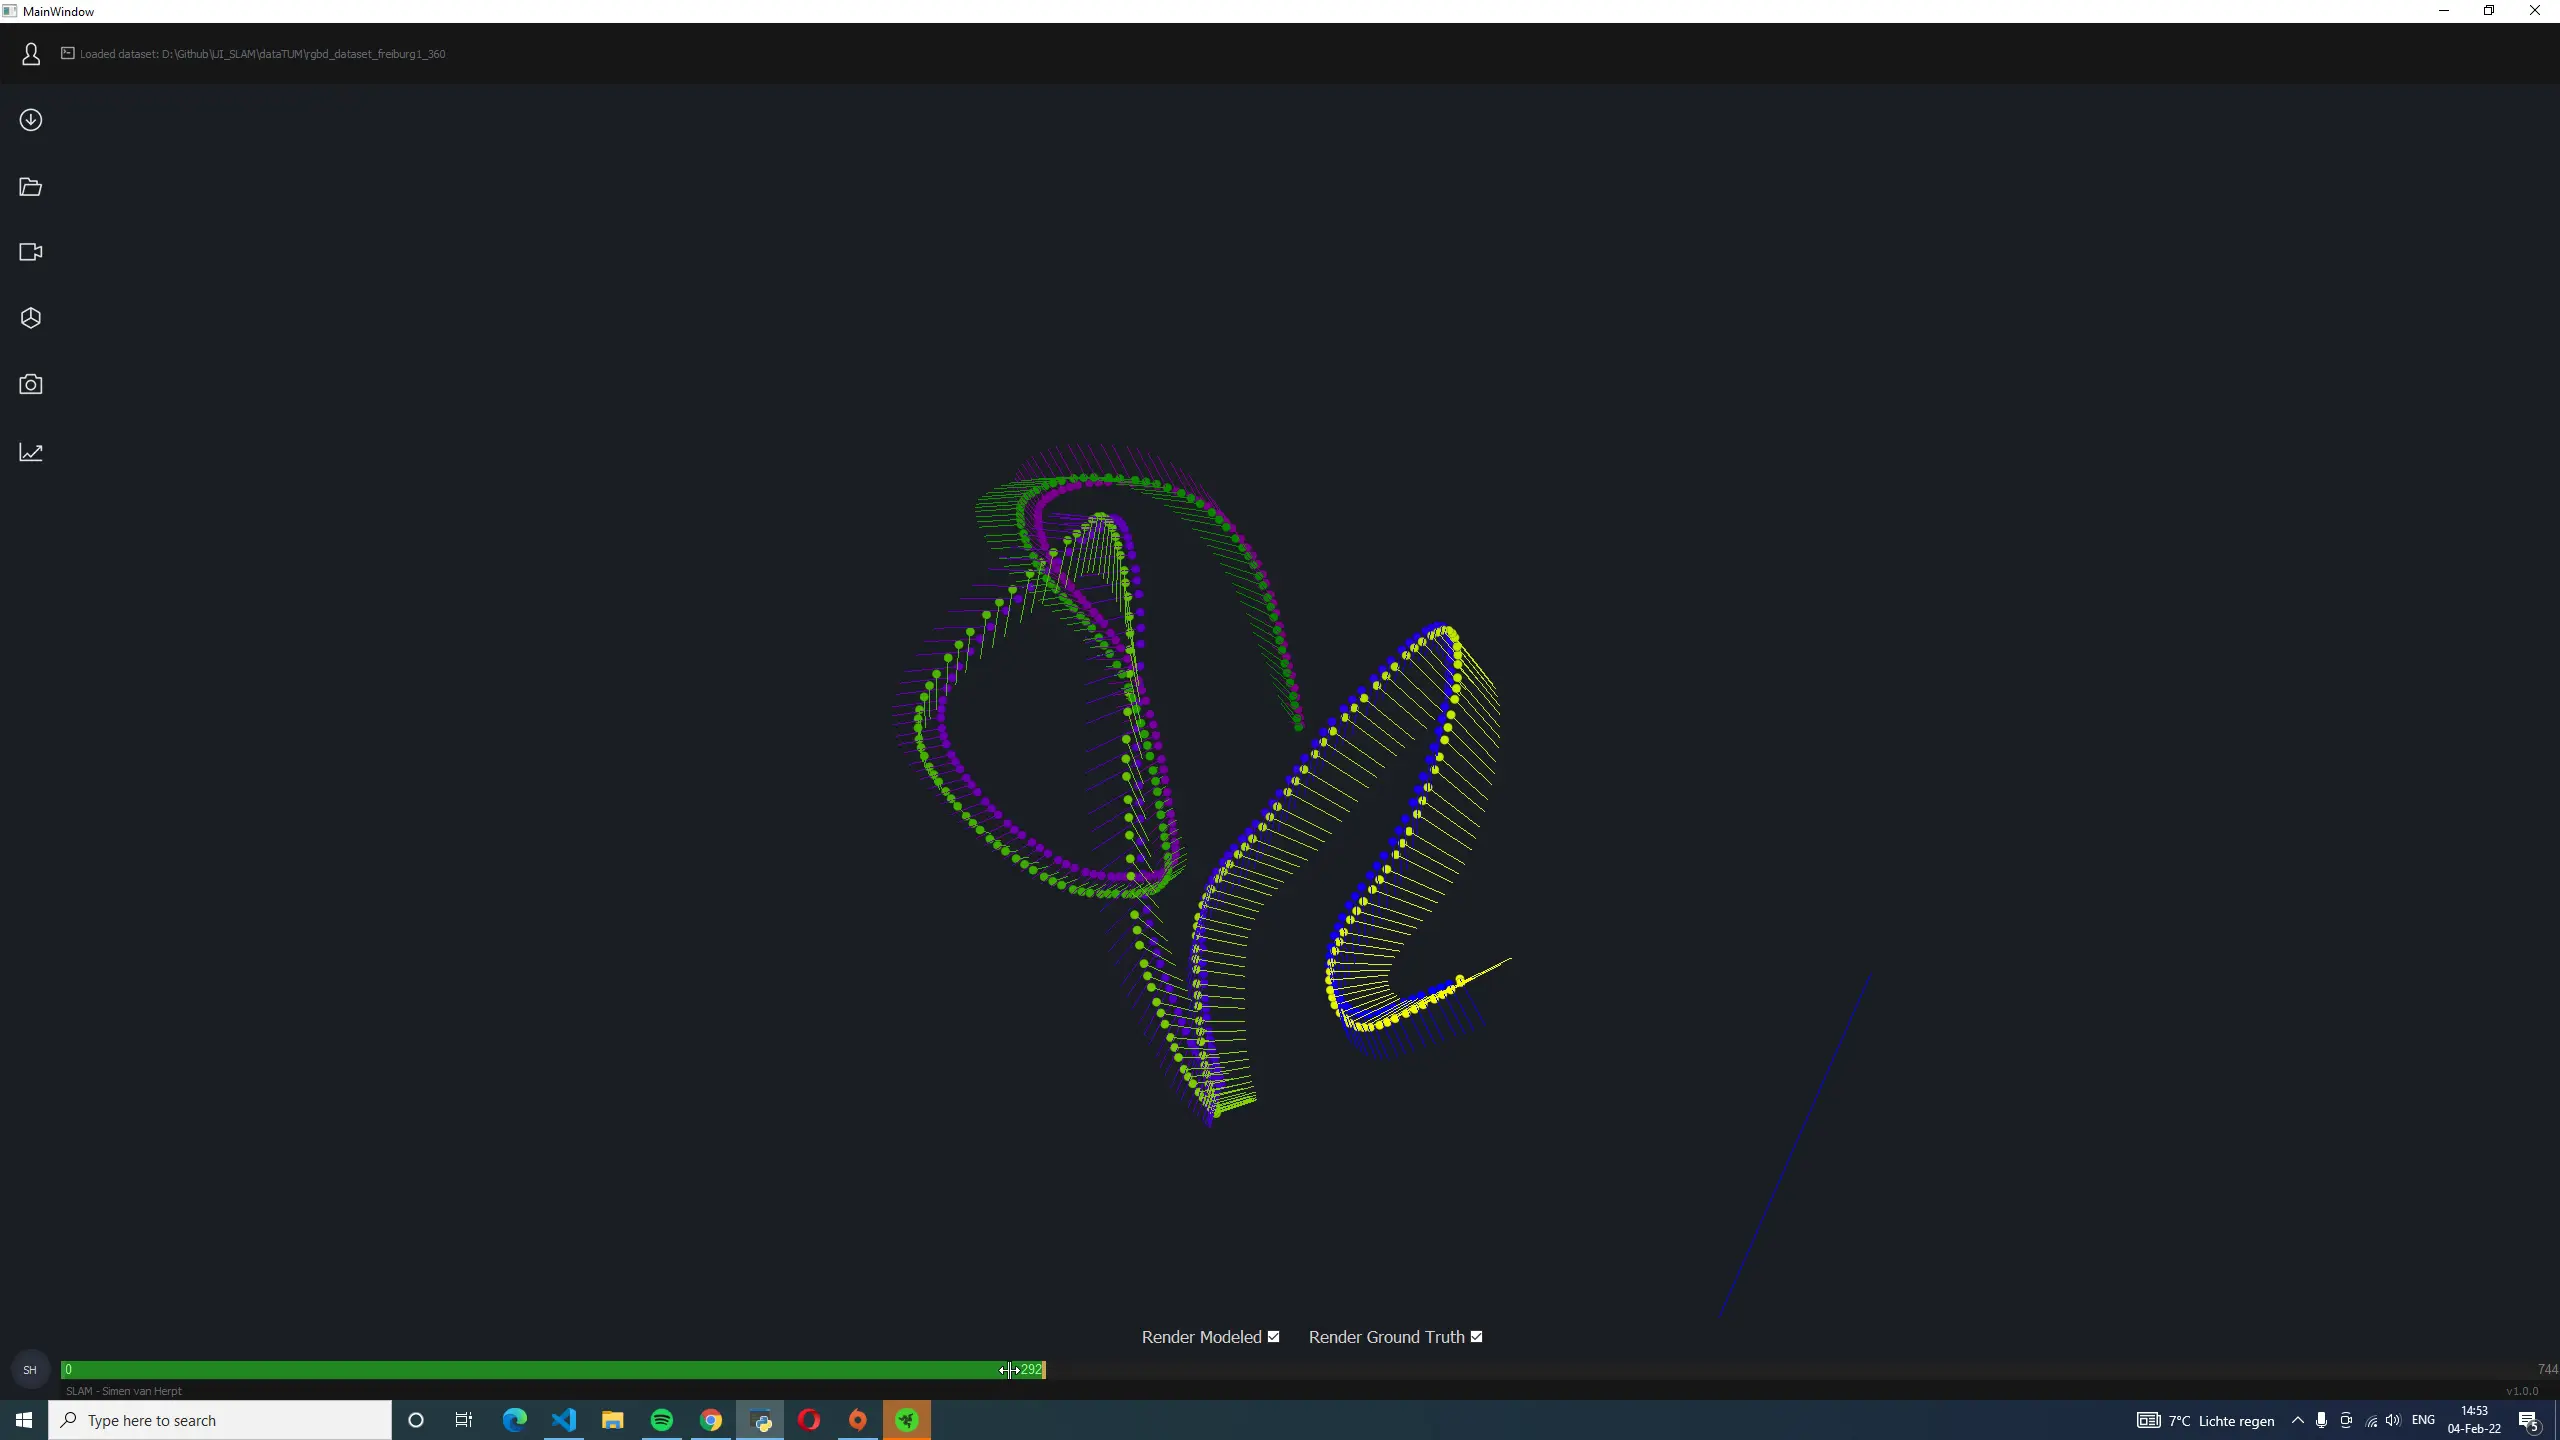 MainWindow
Loaded dataset: D:\Github\UI_SLAM\dataTUM\rgbd_dataset_freiburg1_360
Render Modeled
Render Ground Truth
SH
0
292
744
SLAM - Simen van Herpt
v1.0.0
Type here to search
7°C Lichte regen
ENG
14:53
04-Feb-22
5